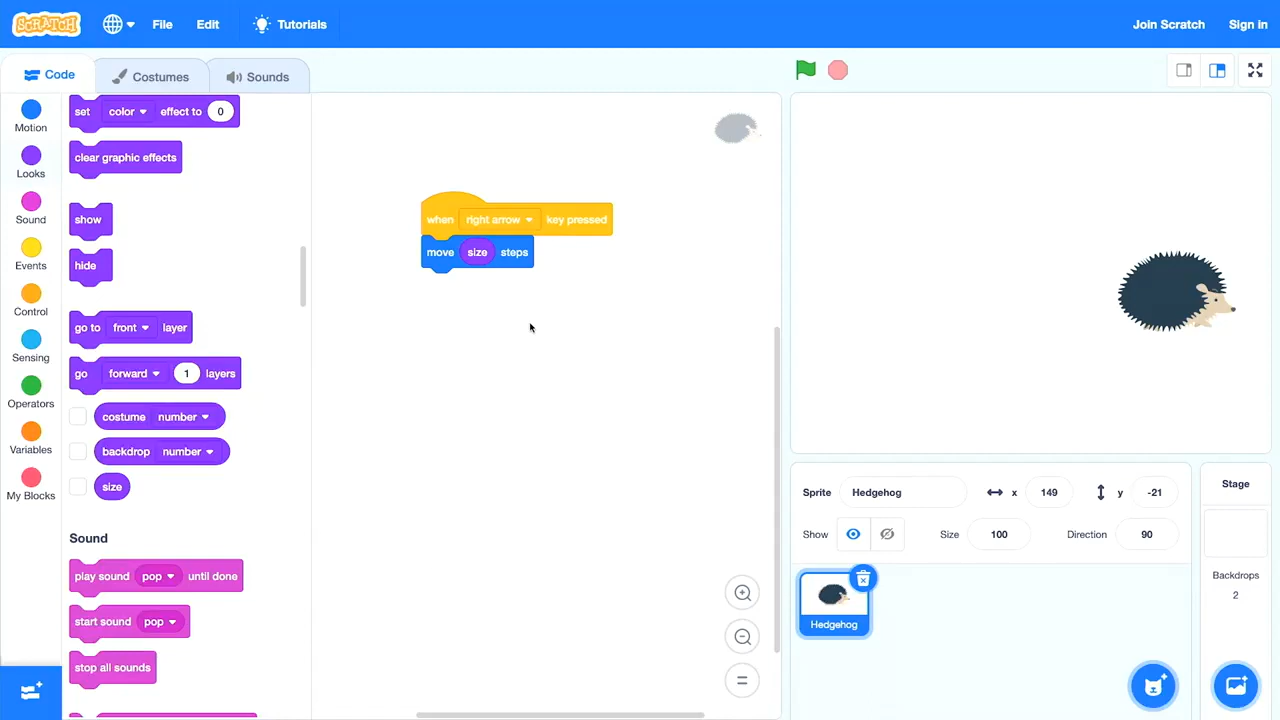 SCRATCH
File
Edit
Tutorials
Join Scratch
Sign in
Code
Costumes
Sounds
Motion
Looks
Sound
Events
Control
Sensing
Operators
Variables
My Blocks
set color effect to 0
clear graphic effects
show
hide
go to front layer
go forward 1 layers
costume number
backdrop number
size
Sound
play sound pop until done
start sound pop
stop all sounds
when right arrow key pressed
move size steps
Sprite Hedgehog x 149 y -21
Show Size 100 Direction 90
Hedgehog
Stage
Backdrops
2